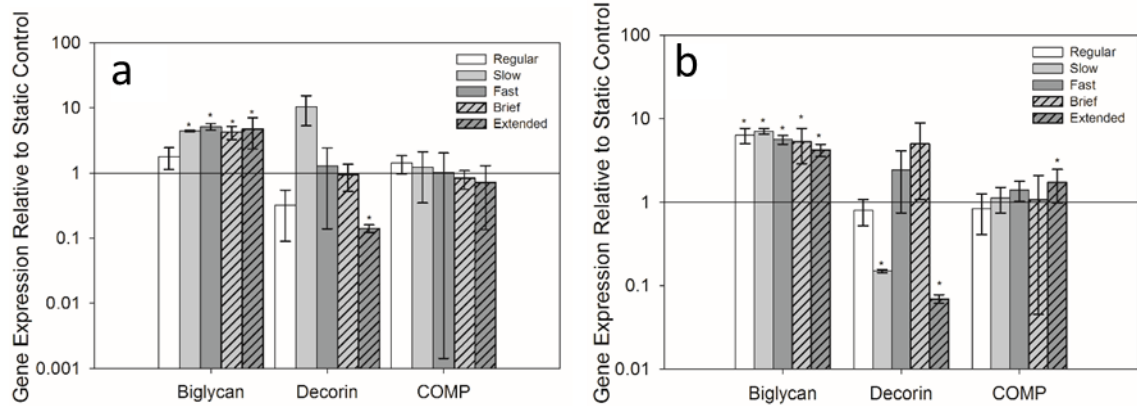 a
Gene Expression Relative to Static Control
100
10
1
0.1
0.01
0.001
Regular
Slow
Fast
Brief
Extended
* * * * *
Biglycan Decorin COMP
b
Gene Expression Relative to Static Control
100
10
1
0.1
0.01
Regular
Slow
Fast
Brief
Extended
* * * * * * * *
Biglycan Decorin COMP